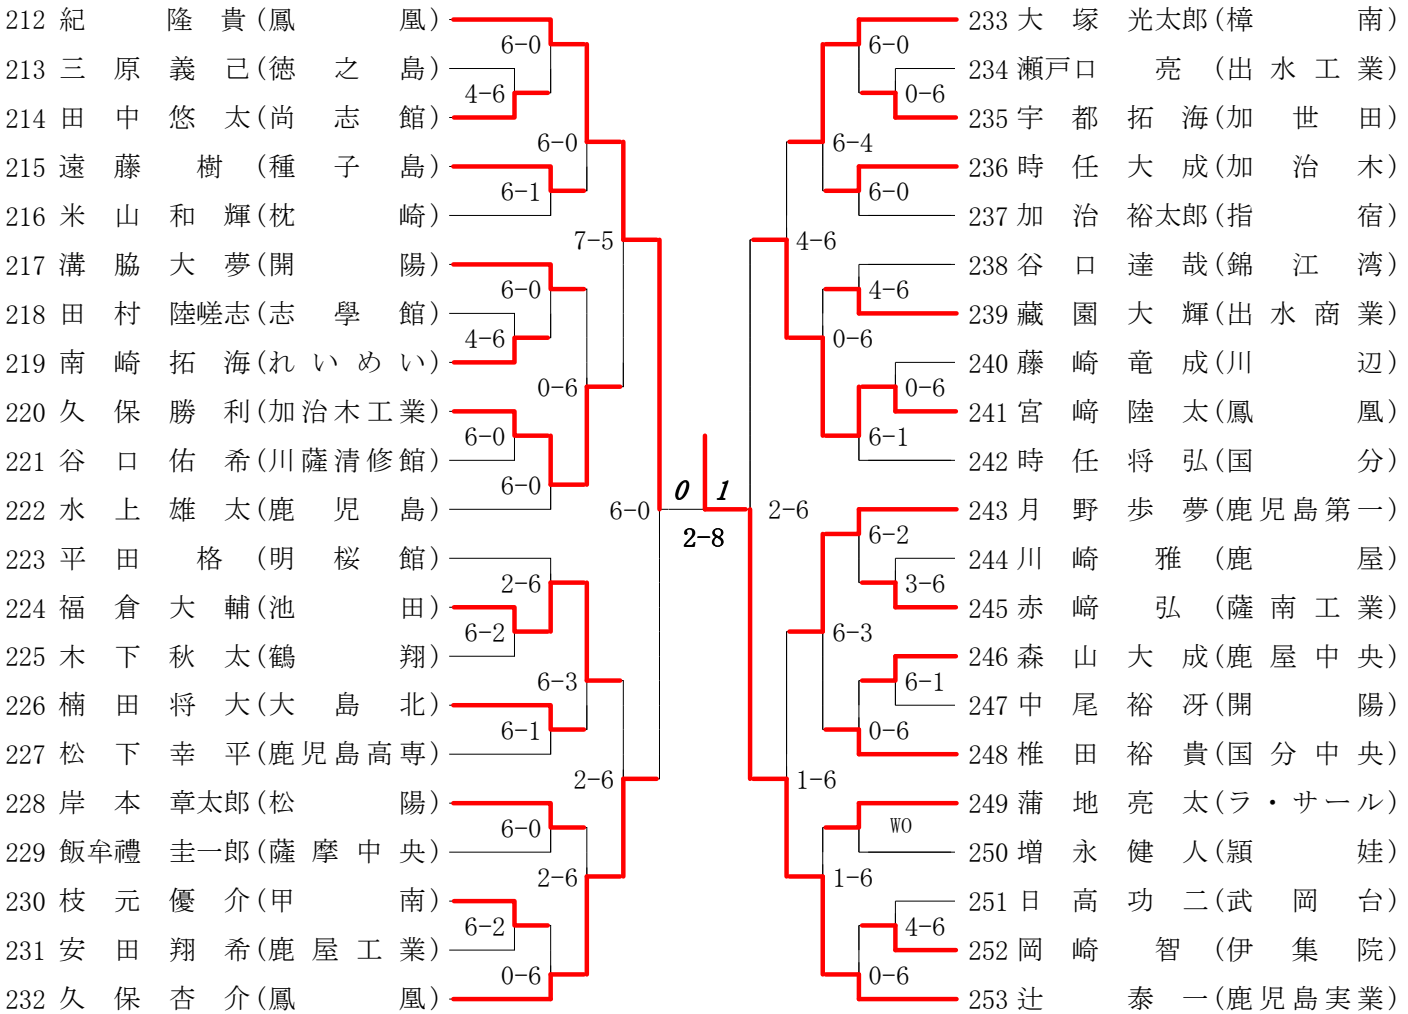 212 紀 隆 貴 (鳳 凰)
6-0
213 三 原 義 己 (徳 之 島)
4-6
214 田 中 悠 太 (尚 志 館)
6-0
215 遠 藤 樹 (種 子 島)
6-1
216 米 山 和 輝 (枕 崎)
7-5
217 溝 脇 大 夢 (開 陽)
6-0
218 田 村 陸嵯志 (志 學 館)
4-6
219 南 崎 拓 海 (れ い め い)
0-6
220 久 保 勝 利 (加治木工業)
6-0
221 谷 口 佑 希 (川薩清修館)
6-0
222 水 上 雄 太 (鹿 児 島)
6-0
223 平 田 格 (明 桜 館)
2-6
224 福 倉 大 輔 (池 田)
6-2
225 木 下 秋 太 (鶴 翔)
6-3
226 楠 田 将 大 (大 島 北)
6-1
227 松 下 幸 平 (鹿児島高専)
2-6
228 岸 本 章太郎 (松 陽)
6-0
229 飯牟禮 圭一郎 (薩 摩 中 央)
2-6
230 枝 元 優 介 (甲 南)
6-2
231 安 田 翔 希 (鹿 屋 工 業)
0-6
232 久 保 杏 介 (鳳 凰)
0 1
2-8
233 大 塚 光太郎 (樟 南)
6-0
234 瀬戸口 亮 (出 水 工 業)
0-6
235 宇 都 拓 海 (加 世 田)
6-4
236 時 任 大 成 (加 治 木)
6-0
237 加 治 裕太郎 (指 宿)
4-6
238 谷 口 達 哉 (錦 江 湾)
4-6
239 藏 園 大 輝 (出 水 商 業)
0-6
240 藤 崎 竜 成 (川 辺)
0-6
241 宮 﨑 陸 太 (鳳 凰)
6-1
242 時 任 将 弘 (国 分)
2-6
243 月 野 歩 夢 (鹿児島第一)
6-2
244 川 崎 雅 (鹿 屋)
3-6
245 赤 﨑 弘 (薩 南 工 業)
6-3
246 森 山 大 成 (鹿 屋 中 央)
6-1
247 中 尾 裕 冴 (開 陽)
0-6
248 椎 田 裕 貴 (国 分 中 央)
1-6
249 蒲 地 亮 太 (ラ・サール)
WO
250 増 永 健 人 (頴 娃)
1-6
251 日 高 功 二 (武 岡 台)
4-6
252 岡 崎 智 (伊 集 院)
0-6
253 辻 泰 一 (鹿児島実業)